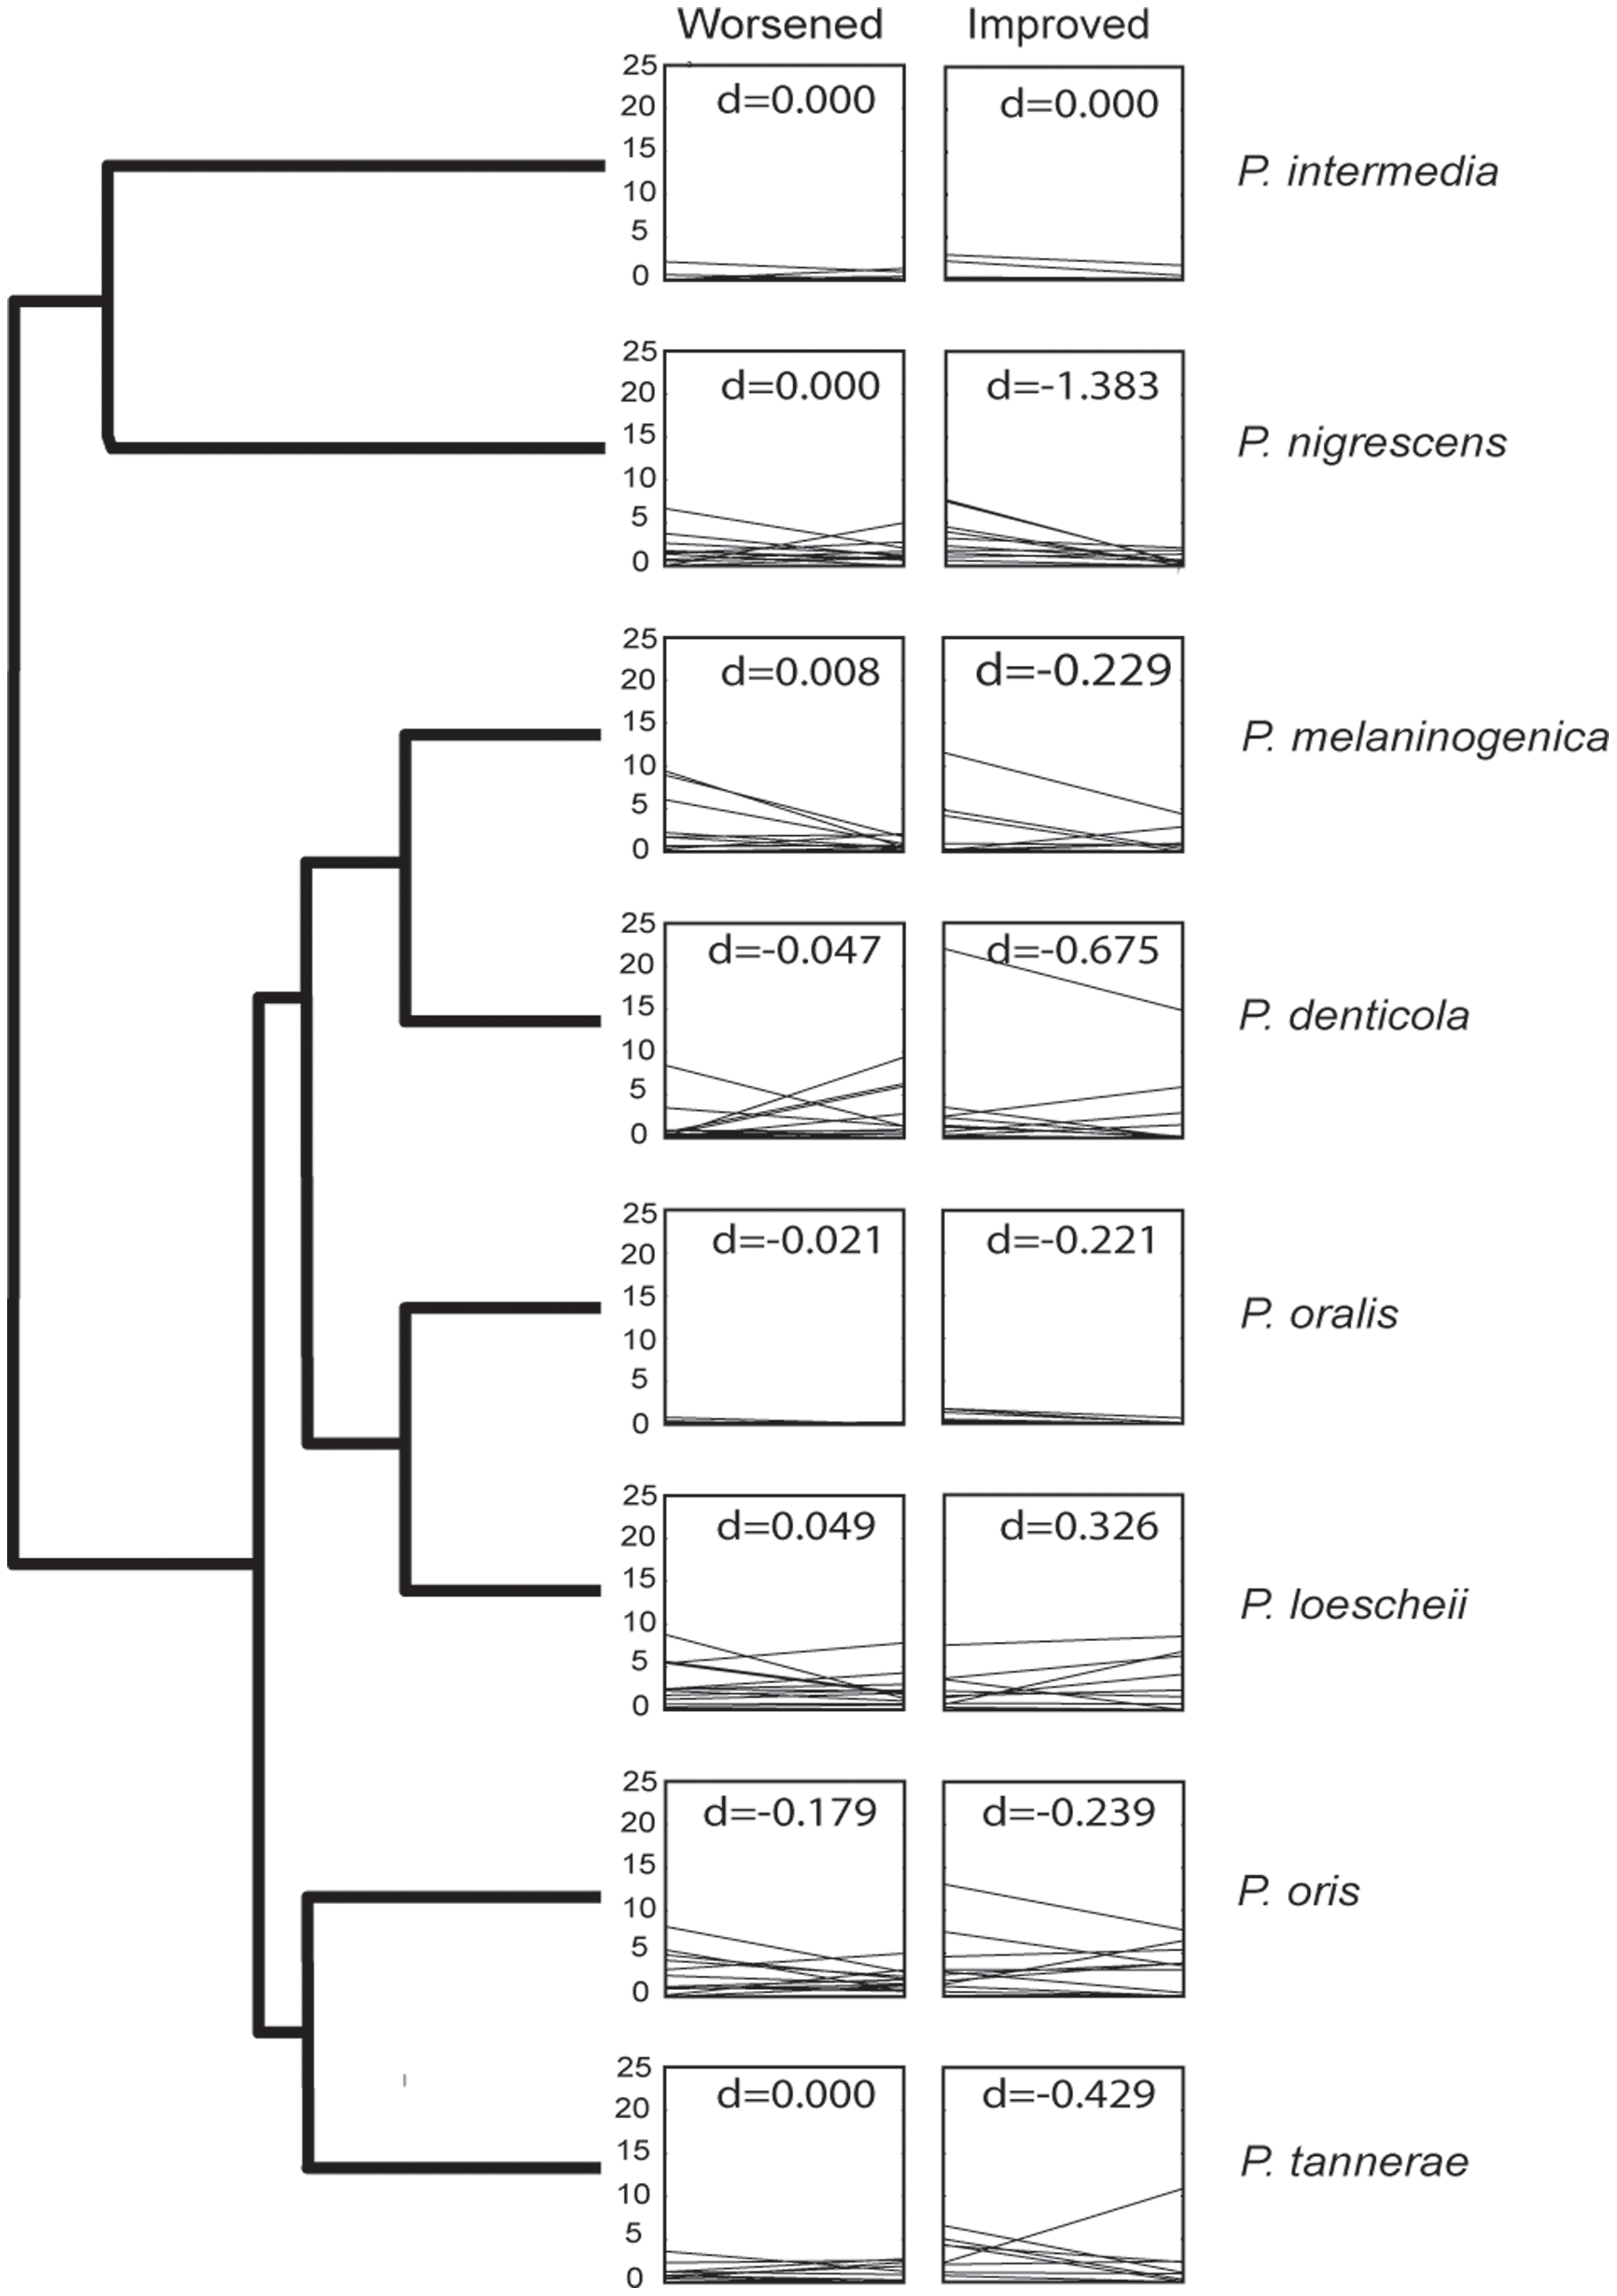 Worsened Improved
25
20
15
10
5
0
d=0.000 d=0.000
P. intermedia
25
20
15
10
5
0
d=0.000 d=-1.383
P. nigrescens
25
20
15
10
5
0
d=0.008 d=-0.229
P. melaninogenica
25
20
15
10
5
0
d=-0.047 d=-0.675
P. denticola
25
20
15
10
5
0
d=-0.021 d=-0.221
P. oralis
25
20
15
10
5
0
d=0.049 d=0.326
P. loescheii
25
20
15
10
5
0
d=-0.179 d=-0.239
P. oris
25
20
15
10
5
0
d=0.000 d=-0.429
P. tannerae